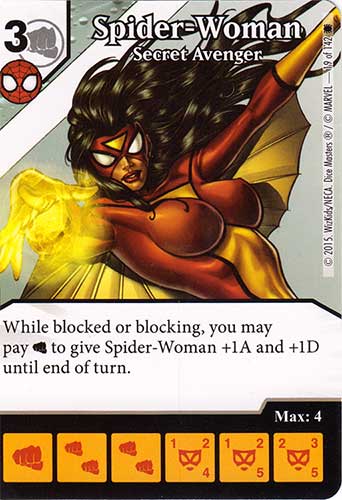 3
Spider-Woman
Secret Avenger
119 of 142
© 2015. WizKids/NECA. Dice Masters ® / © MARVEL
While blocked or blocking, you may
pay to give Spider-Woman +1A and +1D
until end of turn.
Max: 4
1 2 4
1 2 5
2 3 5